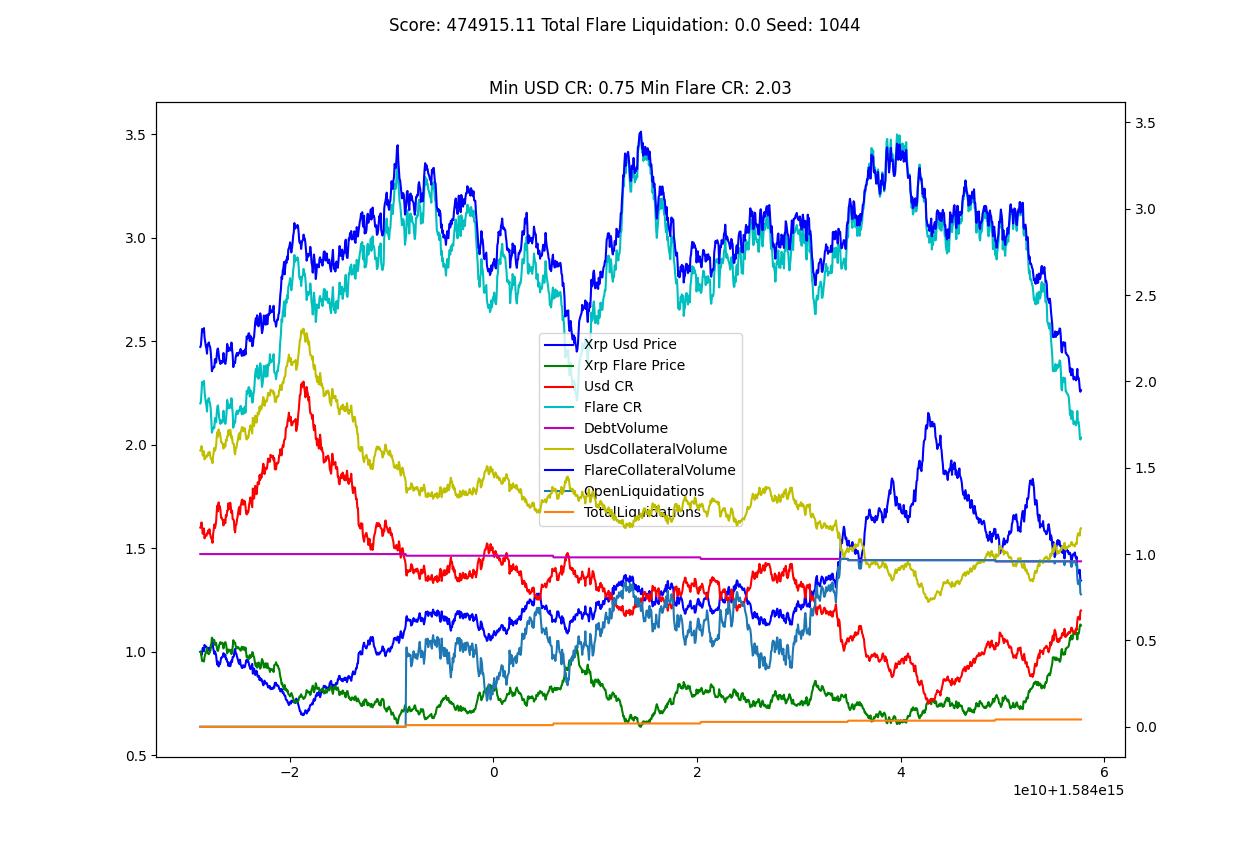 Score: 474915.11 Total Flare Liquidation: 0.0 Seed: 1044
Min USD CR: 0.75 Min Flare CR: 2.03
3.5
3.0
2.5
2.0
1.5
1.0
0.5
3.5
3.0
2.5
2.0
1.5
1.0
0.5
0.0
Xrp Usd Price
Xrp Flare Price
Usd CR
Flare CR
DebtVolume
UsdCollateralVolume
FlareCollateralVolume
OpenLiquidations
TotalLiquidations
−2
0
2
4
6
1e10+1.584e15